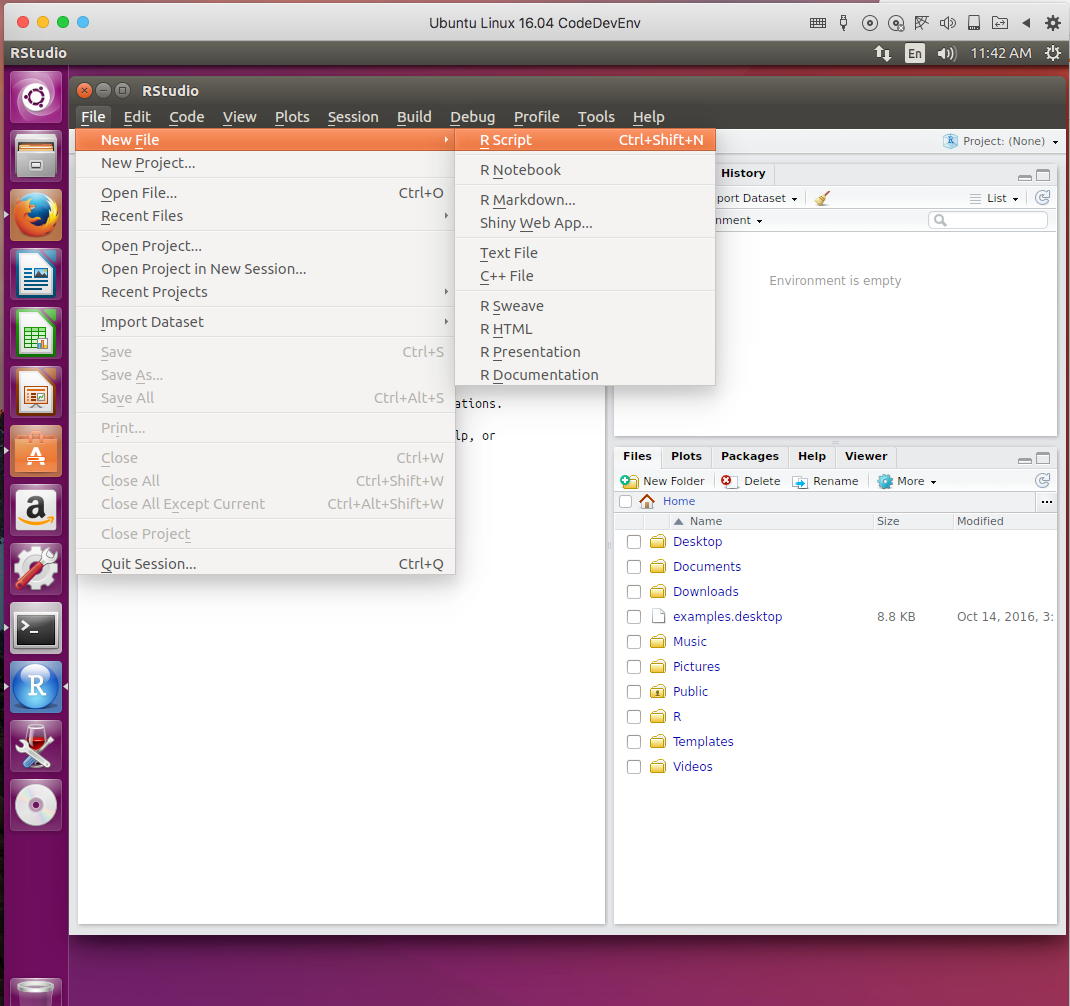 Ubuntu Linux 16.04 CodeDevEnv
RStudio
En
11:42 AM
RStudio
File Edit Code View Plots Session Build Debug Profile Tools Help
New File
New Project...
Open File... Ctrl+O
Recent Files
Open Project...
Open Project in New Session...
Recent Projects
Import Dataset
Save Ctrl+S
Save As...
Save All Ctrl+Alt+S
Print...
Close Ctrl+W
Close All Ctrl+Shift+W
Close All Except Current Ctrl+Alt+Shift+W
Close Project
Quit Session... Ctrl+Q
R Script Ctrl+Shift+N
R Notebook
R Markdown...
Shiny Web App...
Text File
C++ File
R Sweave
R HTML
R Presentation
R Documentation
ations.
lp, or
Project: (None)
History
port Dataset
List
nment
Environment is empty
Files Plots Packages Help Viewer
New Folder Delete Rename More
Home
...
Name Size Modified
Desktop
Documents
Downloads
examples.desktop 8.8 KB Oct 14, 2016, 3:
Music
Pictures
Public
R
Templates
Videos
A
a
>_
R